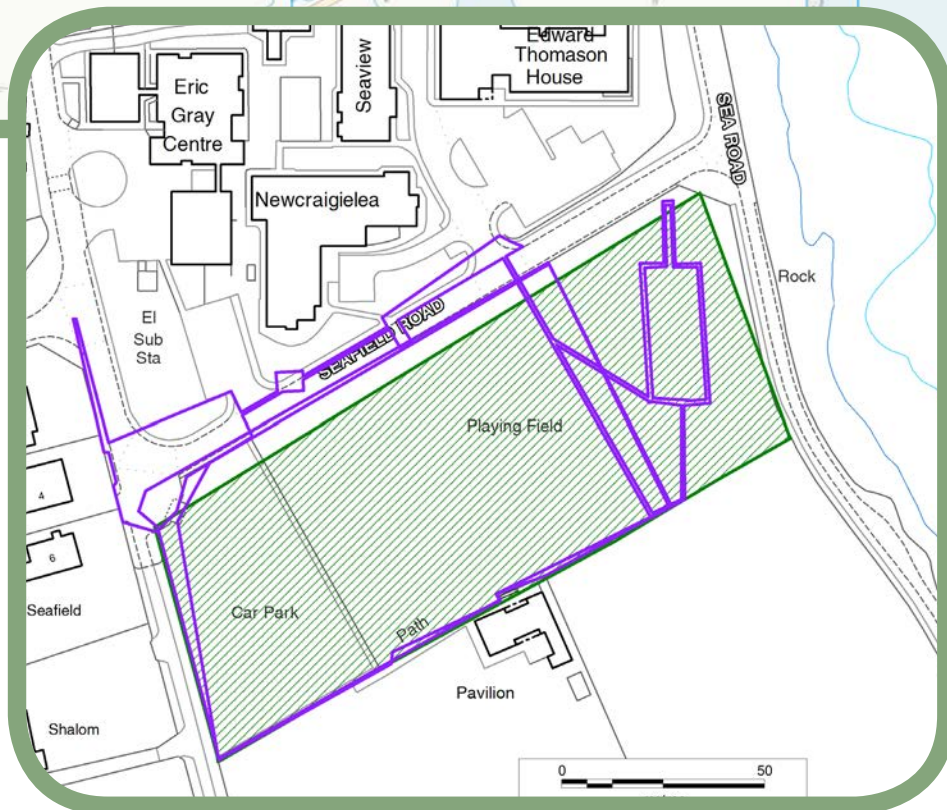 Edward
Thomason
House
Seaview
Eric
Gray
Centre
SEA ROAD
Newcraigielea
Rock
El
Sub
Sta
SEAFIELD ROAD
Playing Field
4
6
Seafield
Car Park
Path
Pavilion
Shalom
0 50